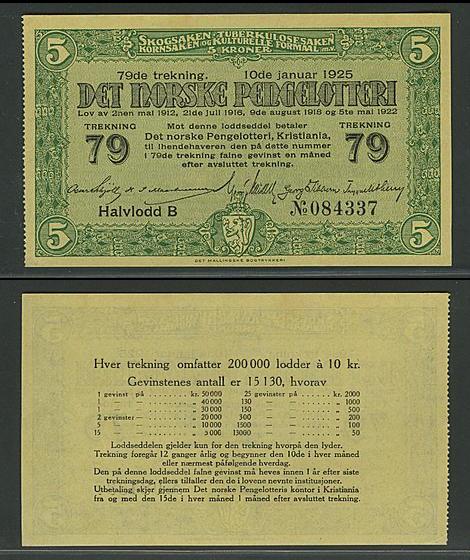 SKOGSAKEN TUBERKULOSESAKEN
KORNSAKEN OG KULTURELLE FORMAAL M.V.
5 KRONER
5 5
79de trekning. 10de januar 1925
DET NORSKE PENGELOTTERI
Lov av 2nen mai 1912, 21de juli 1916, 9de august 1918 og 5te mai 1922
TREKNING
79
Mot denne loddseddel betaler
Det norske Pengelotteri, Kristiania,
til ihendehaveren den på dette nummer
i 79de trekning falne gevinst en måned
efter avsluttet trekning.
TREKNING
79
Halvlodd B
№ 084337
5 5
DET MALLINGSKE BOGTRYKKERI
Hver trekning omfatter 200 000 lodder à 10 kr.
Gevinstenes antall er 15 130, hvorav
1 gevinst på ........ kr. 50 000 25 gevinster på .... kr. 2000
1 — — ........ „ 40 000 130 — — .... „ 1000
1 — — ........ „ 30 000 150 — — .... „ 500
2 gevinster — ........ „ 20 000 300 — — .... „ 200
5 — — ........ „ 10 000 1500 — — .... „ 100
15 — — ........ „ 5 000 13000 — — .... „ 50
Loddseddelen gjelder kun for den trekning hvorpå den lyder.
Trekning foregår 12 ganger årlig og begynner den 10de i hver måned
eller nærmest påfølgende hverdag.
Den på denne loddseddel falne gevinst må heves innen 1 år efter siste
trekningsdag, ellers tilfaller den de i lovene nevnte institusjoner.
Utbetaling skjer gjennem Det norske Pengelotteris kontor i Kristiania
fra og med den 15de i hver måned 1 måned efter avsluttet trekning.